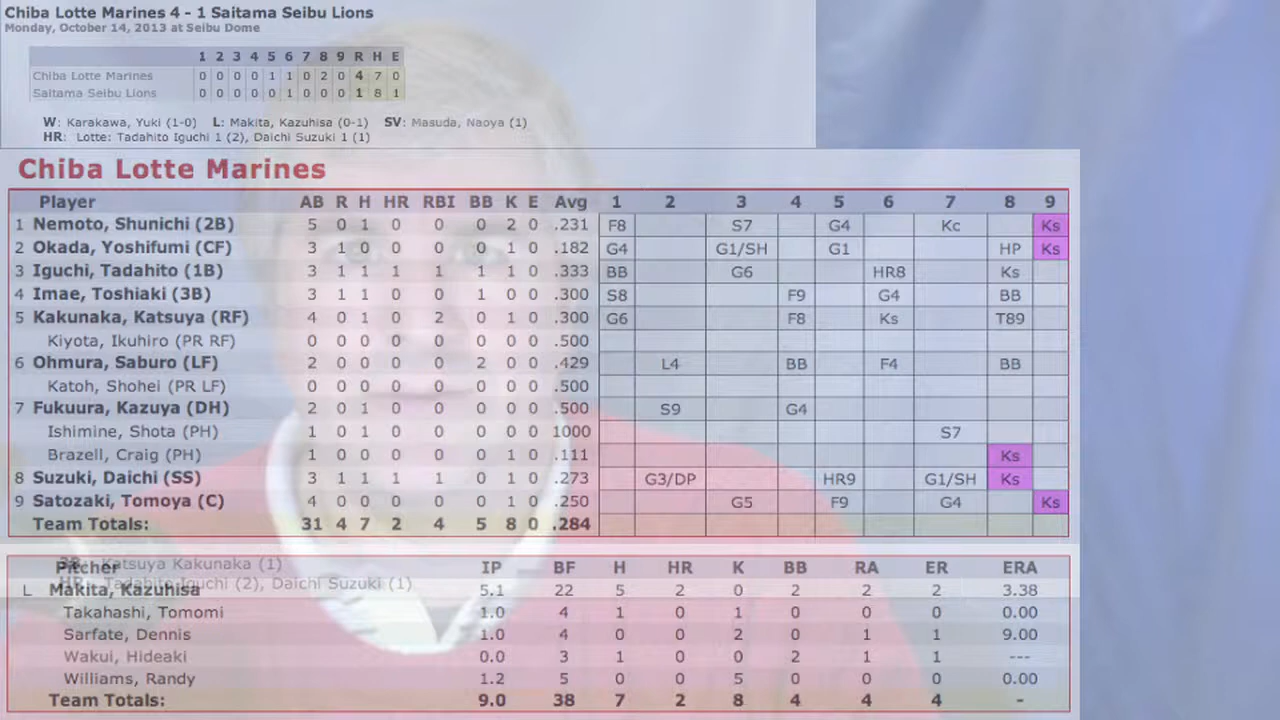 Chiba Lotte Marines 4 - 1 Saitama Seibu Lions
Monday, October 14, 2013 at Seibu Dome
1 2 3 4 5 6 7 8 9 R H E
Chiba Lotte Marines 0 0 0 0 1 1 0 2 0 4 7 0
Saitama Seibu Lions 0 0 0 0 0 1 0 0 0 1 8 1
W: Karakawa, Yuki (1-0) L: Makita, Kazuhisa (0-1) SV: Masuda, Naoya (1)
HR: Lotte: Tadahito Iguchi 1 (2), Daichi Suzuki 1 (1)
Chiba Lotte Marines
Player AB R H HR RBI BB K E Avg 1 2 3 4 5 6 7 8 9
1 Nemoto, Shunichi (2B) 5 0 1 0 0 0 2 0 .231 F8 S7 G4 Kc Ks
2 Okada, Yoshifumi (CF) 3 1 0 0 0 0 1 0 .182 G4 G1/SH G1 HP Ks
3 Iguchi, Tadahito (1B) 3 1 1 1 1 1 1 0 .333 BB G6 HR8 Ks
4 Imae, Toshiaki (3B) 3 1 1 0 0 1 0 0 .300 S8 F9 G4 BB
5 Kakunaka, Katsuya (RF) 4 0 1 0 2 0 1 0 .300 G6 F8 Ks T89
Kiyota, Ikuhiro (PR RF) 0 0 0 0 0 0 0 0 .500
6 Ohmura, Saburo (LF) 2 0 0 0 0 2 0 0 .429 L4 BB F4 BB
Katoh, Shohei (PR LF) 0 0 0 0 0 0 0 0 .500
7 Fukuura, Kazuya (DH) 2 0 1 0 0 0 0 0 .500 S9 G4
Ishimine, Shota (PH) 1 0 1 0 0 0 0 0 1000 S7
Brazell, Craig (PH) 1 0 0 0 0 0 1 0 .111 Ks
8 Suzuki, Daichi (SS) 3 1 1 1 1 0 1 0 .273 G3/DP HR9 G1/SH Ks
9 Satozaki, Tomoya (C) 4 0 0 0 0 0 1 0 .250 G5 F9 G4 Ks
Team Totals: 31 4 7 2 4 5 8 0 .284
3B: Katsuya Kakunaka (1)
Pitcher IP BF H HR K BB RA ER ERA
HR: Tadahito Iguchi (2), Daichi Suzuki (1)
L Makita, Kazuhisa 5.1 22 5 2 0 2 2 2 3.38
Takahashi, Tomomi 1.0 4 1 0 1 0 0 0 0.00
Sarfate, Dennis 1.0 4 0 0 2 0 1 1 9.00
Wakui, Hideaki 0.0 3 1 0 0 2 1 1 ---
Williams, Randy 1.2 5 0 0 5 0 0 0 0.00
Team Totals: 9.0 38 7 2 8 4 4 4 -